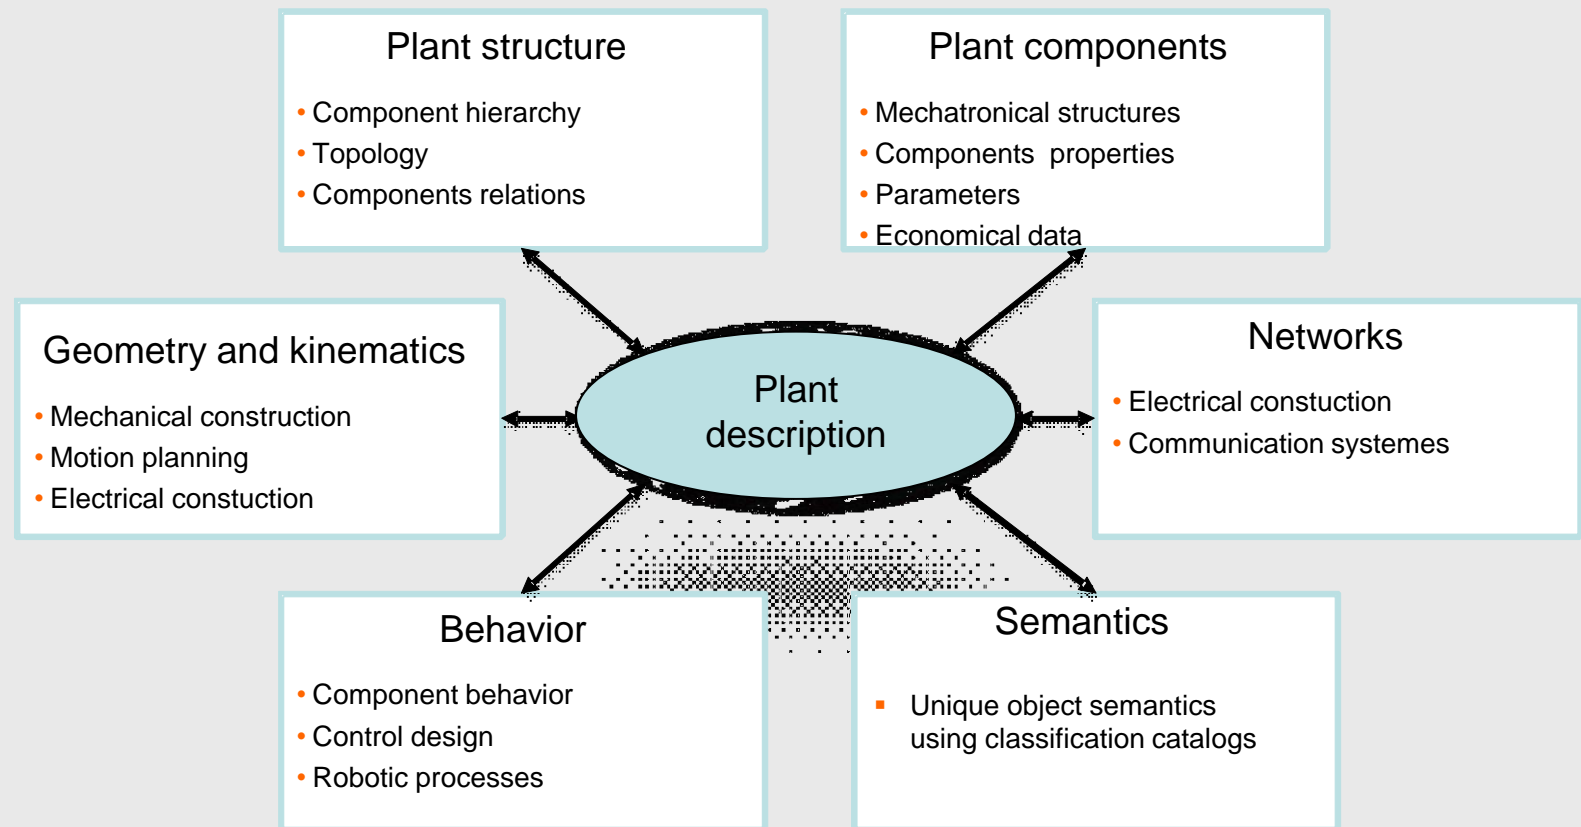 Plant structure
• Component hierarchy
• Topology
• Components relations
Plant components
• Mechatronical structures
• Components properties
• Parameters
• Economical data
Geometry and kinematics
• Mechanical construction
• Motion planning
• Electrical constuction
Plant
description
Networks
• Electrical constuction
• Communication systemes
Behavior
• Component behavior
• Control design
• Robotic processes
Semantics
▪ Unique object semantics
using classification catalogs